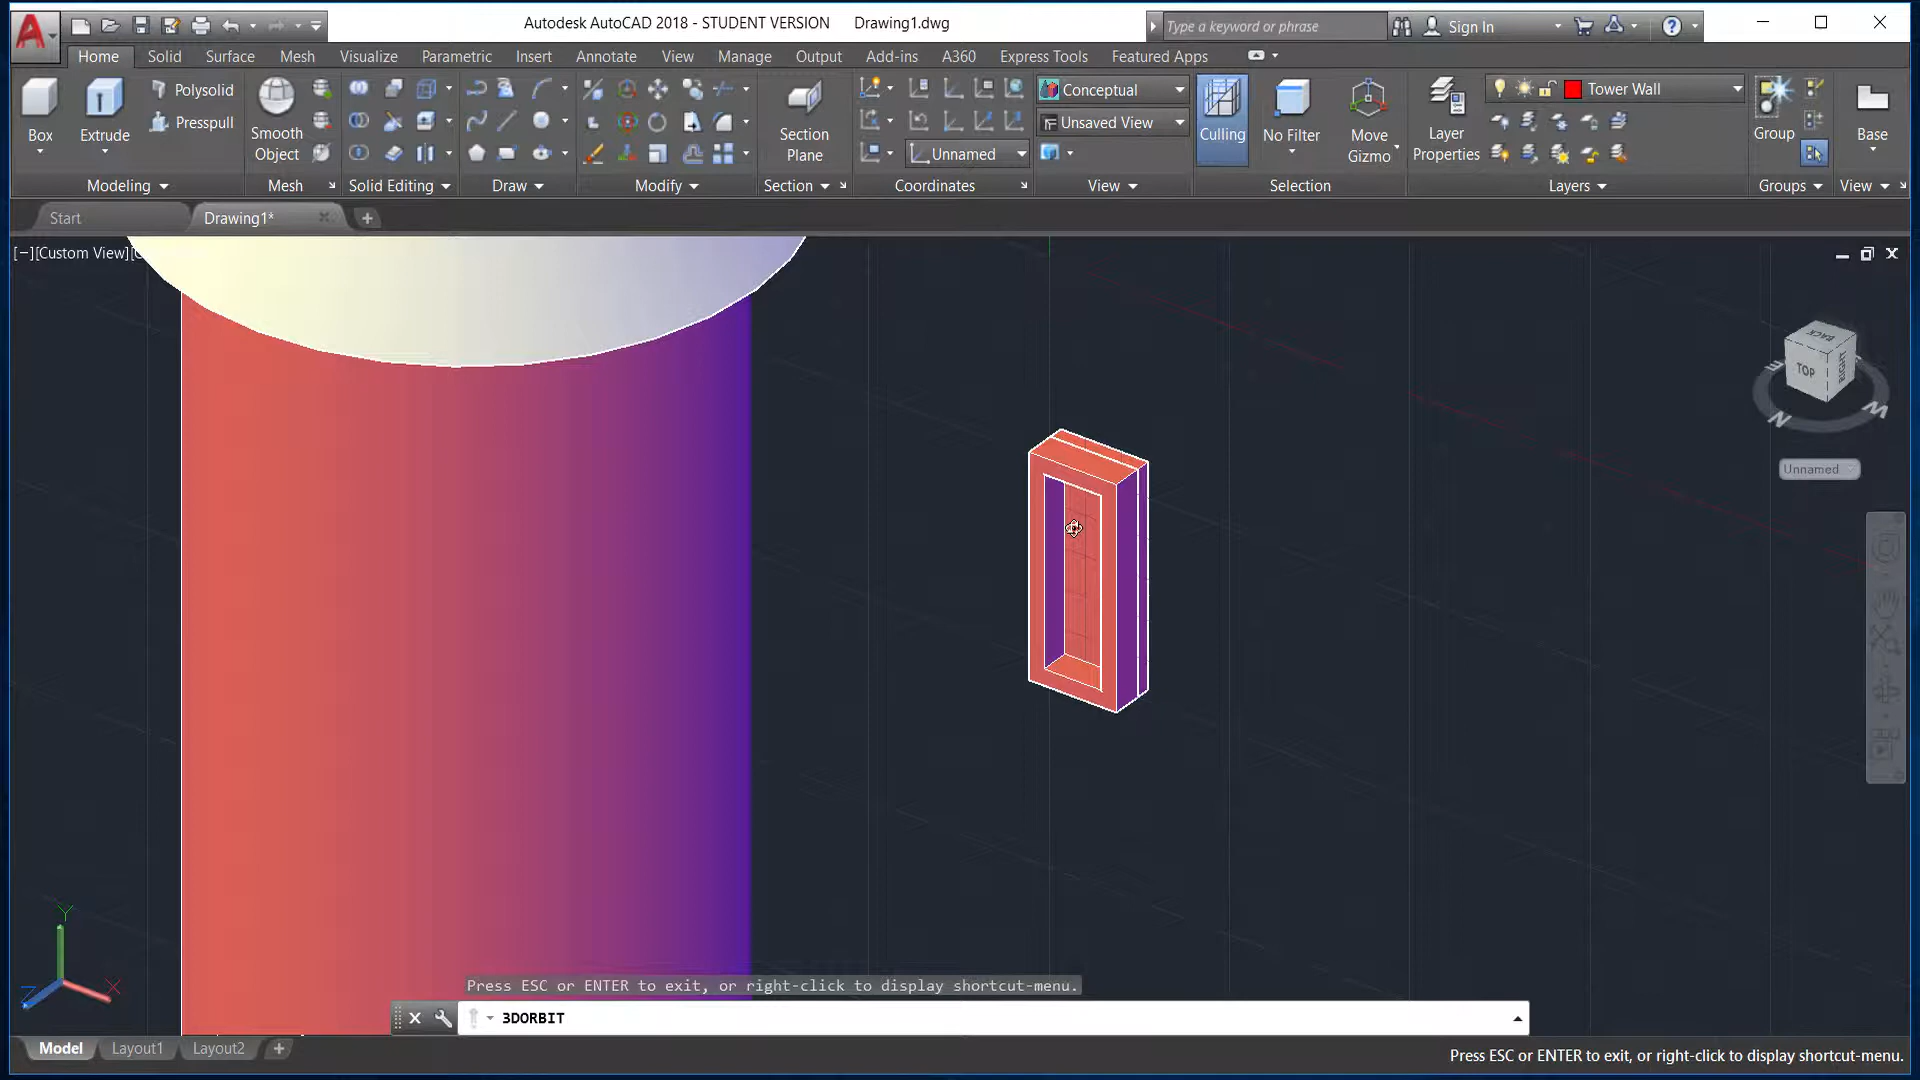 Autodesk AutoCAD 2018 - STUDENT VERSION Drawing1.dwg
Type a keyword or phrase
Sign In
Home Solid Surface Mesh Visualize Parametric Insert Annotate View Manage Output Add-ins A360 Express Tools Featured Apps
Box
Extrude
Polysolid
Presspull
Modeling
Smooth
Object
Mesh
Solid Editing
Draw
Modify
Section
Plane
Section
Unnamed
Coordinates
Conceptual
Unsaved View
View
Culling
No Filter
Move
Gizmo
Selection
Layer
Properties
Tower Wall
Layers
Group
Groups
Base
View
Start
Drawing1*
[−][Custom View][C
BACK
TOP
RIGHT
E
N
W
Unnamed
Y
X
Z
Press ESC or ENTER to exit, or right-click to display shortcut-menu.
3DORBIT
Model Layout1 Layout2
Press ESC or ENTER to exit, or right-click to display shortcut-menu.